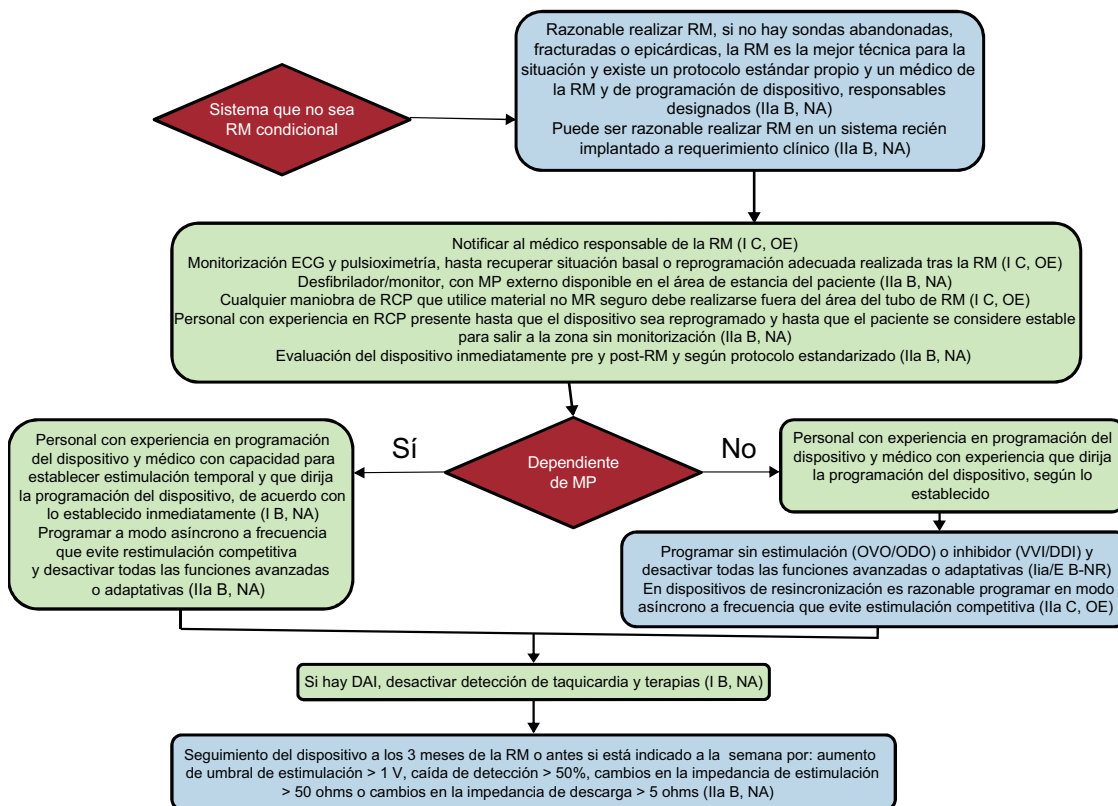 Sistema que no sea
RM condicional
Razonable realizar RM, si no hay sondas abandonadas,
fracturadas o epicárdicas, la RM es la mejor técnica para la
situación y existe un protocolo estándar propio y un médico de
la RM y de programación de dispositivo, responsables
designados (IIa B, NA)
Puede ser razonable realizar RM en un sistema recién
implantado a requerimiento clínico (IIa B, NA)
Notificar al médico responsable de la RM (I C, OE)
Monitorización ECG y pulsioximetría, hasta recuperar situación basal o reprogramación adecuada realizada tras la RM (I C, OE)
Desfibrilador/monitor, con MP externo disponible en el área de estancia del paciente (IIa B, NA)
Cualquier maniobra de RCP que utilice material no MR seguro debe realizarse fuera del área del tubo de RM (I C, OE)
Personal con experiencia en RCP presente hasta que el dispositivo sea reprogramado y hasta que el paciente se considere estable
para salir a la zona sin monitorización (IIa B, NA)
Evaluación del dispositivo inmediatamente pre y post-RM y según protocolo estandarizado (IIa B, NA)
Dependiente
de MP
Sí
No
Personal con experiencia en programación
del dispositivo y médico con capacidad para
establecer estimulación temporal y que dirija
la programación del dispositivo, de acuerdo con
lo establecido inmediatamente (I B, NA)
Programar a modo asíncrono a frecuencia
que evite restimulación competitiva
y desactivar todas las funciones avanzadas
o adaptativas (IIa B, NA)
Personal con experiencia en programación del
dispositivo y médico con experiencia que dirija
la programación del dispositivo, según lo
establecido
Programar sin estimulación (OVO/ODO) o inhibidor (VVI/DDI) y
desactivar todas las funciones avanzadas o adaptativas (Iia/E B-NR)
En dispositivos de resincronización es razonable programar en modo
asíncrono a frecuencia que evite estimulación competitiva (IIa C, OE)
Si hay DAI, desactivar detección de taquicardia y terapias (I B, NA)
Seguimiento del dispositivo a los 3 meses de la RM o antes si está indicado a la semana por: aumento
de umbral de estimulación > 1 V, caída de detección > 50%, cambios en la impedancia de estimulación
> 50 ohms o cambios en la impedancia de descarga > 5 ohms (IIa B, NA)